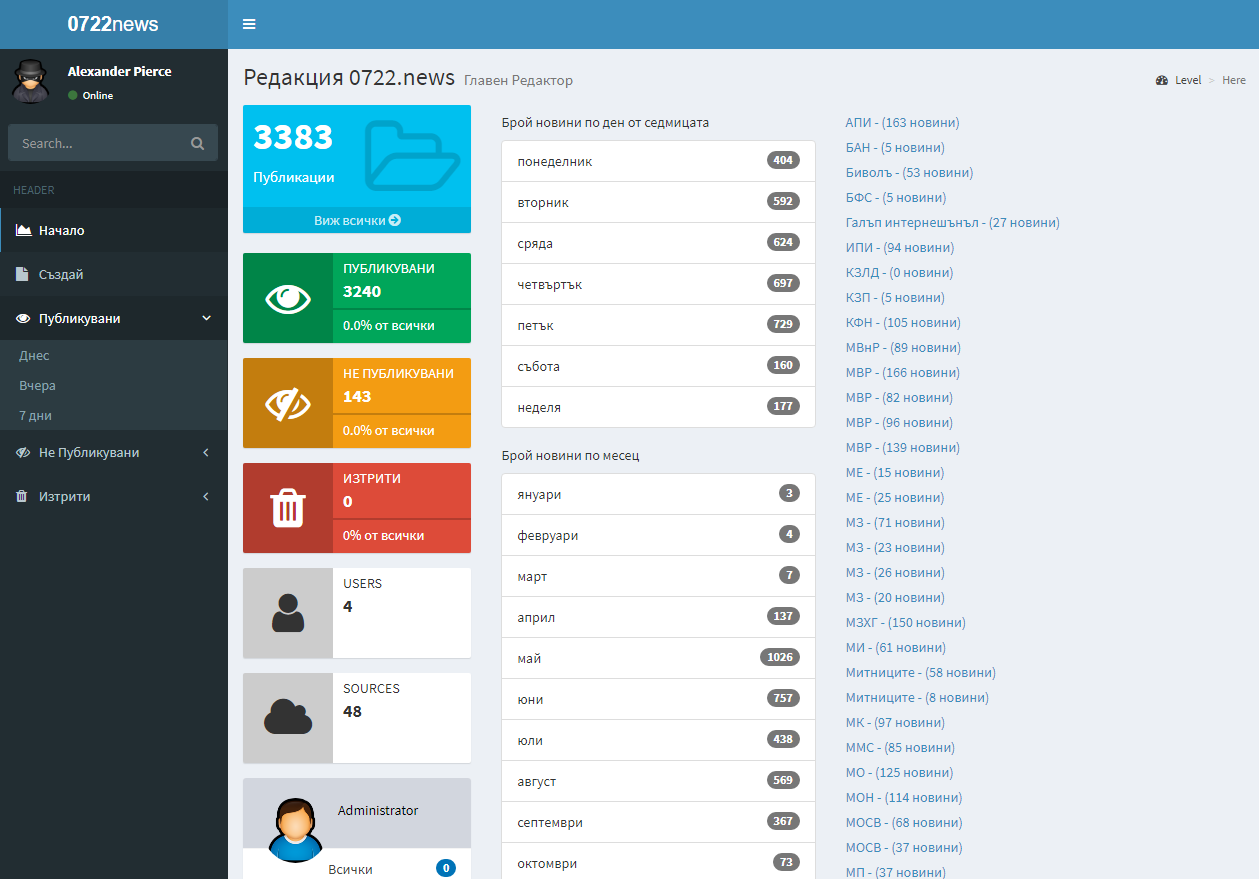 0722news
Alexander Pierce
Online
Search...
HEADER
Начало
Създай
Публикувани
Днес
Вчера
7 дни
Не Публикувани
Изтрити
Редакция 0722.news Главен Редактор
Level > Here
3383
Публикации
Виж всички
ПУБЛИКУВАНИ
3240
0.0% от всички
НЕ ПУБЛИКУВАНИ
143
0.0% от всички
ИЗТРИТИ
0
0% от всички
USERS
4
SOURCES
48
Administrator
Всички 0
Брой новини по ден от седмицата
понеделник 404
вторник 592
сряда 624
четвъртък 697
петък 729
събота 160
неделя 177
Брой новини по месец
януари 3
февруари 4
март 7
април 137
май 1026
юни 757
юли 438
август 569
септември 367
октомври 73
АПИ - (163 новини)
БАН - (5 новини)
Биволъ - (53 новини)
БФС - (5 новини)
Галъп интернешънъл - (27 новини)
ИПИ - (94 новини)
КЗЛД - (0 новини)
КЗП - (5 новини)
КФН - (105 новини)
МВнР - (89 новини)
МВР - (166 новини)
МВР - (82 новини)
МВР - (96 новини)
МВР - (139 новини)
МЕ - (15 новини)
МЕ - (25 новини)
МЗ - (71 новини)
МЗ - (23 новини)
МЗ - (26 новини)
МЗ - (20 новини)
МЗХГ - (150 новини)
МИ - (61 новини)
Митниците - (58 новини)
Митниците - (8 новини)
МК - (97 новини)
ММС - (85 новини)
МО - (125 новини)
МОН - (114 новини)
МОСВ - (68 новини)
МОСВ - (37 новини)
МП - (37 новини)